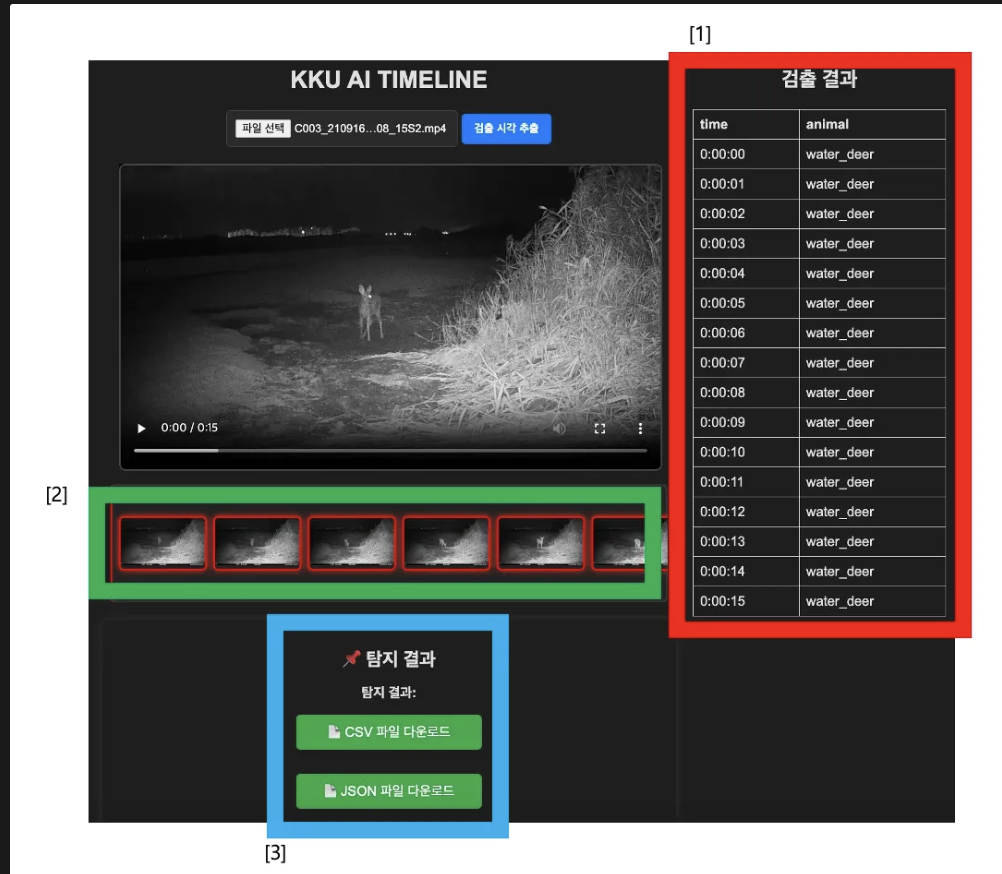 [1]
KKU AI TIMELINE
파일 선택 C003_210916...08_15S2.mp4
검출 시각 추출
0:00 / 0:15
[2]
📌 탐지 결과
탐지 결과:
CSV 파일 다운로드
JSON 파일 다운로드
[3]
검출 결과
time animal
0:00:00 water_deer
0:00:01 water_deer
0:00:02 water_deer
0:00:03 water_deer
0:00:04 water_deer
0:00:05 water_deer
0:00:06 water_deer
0:00:07 water_deer
0:00:08 water_deer
0:00:09 water_deer
0:00:10 water_deer
0:00:11 water_deer
0:00:12 water_deer
0:00:13 water_deer
0:00:14 water_deer
0:00:15 water_deer